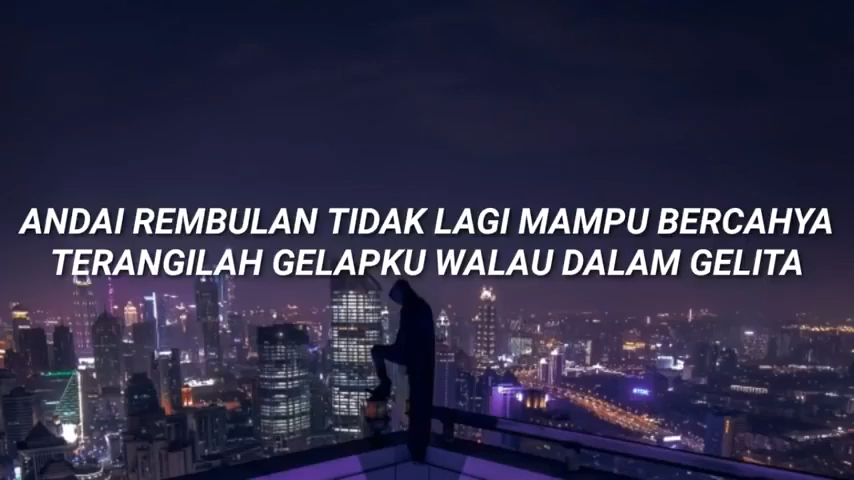 ANDAI REMBULAN TIDAK LAGI MAMPU BERCAHYA
TERANGILAH GELAPKU WALAU DALAM GELITA